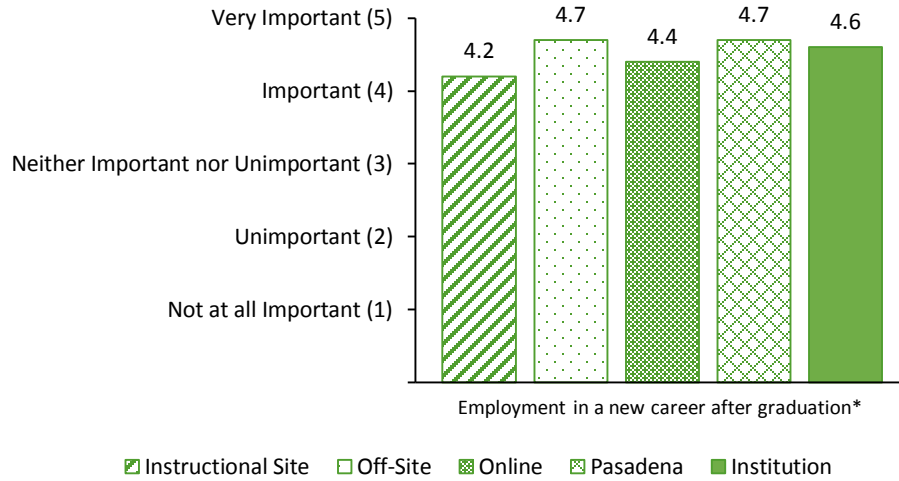 Very Important (5)
Important (4)
Neither Important nor Unimportant (3)
Unimportant (2)
Not at all Important (1)
4.2
4.7
4.4
4.7
4.6
Employment in a new career after graduation*
Instructional Site
Off-Site
Online
Pasadena
Institution